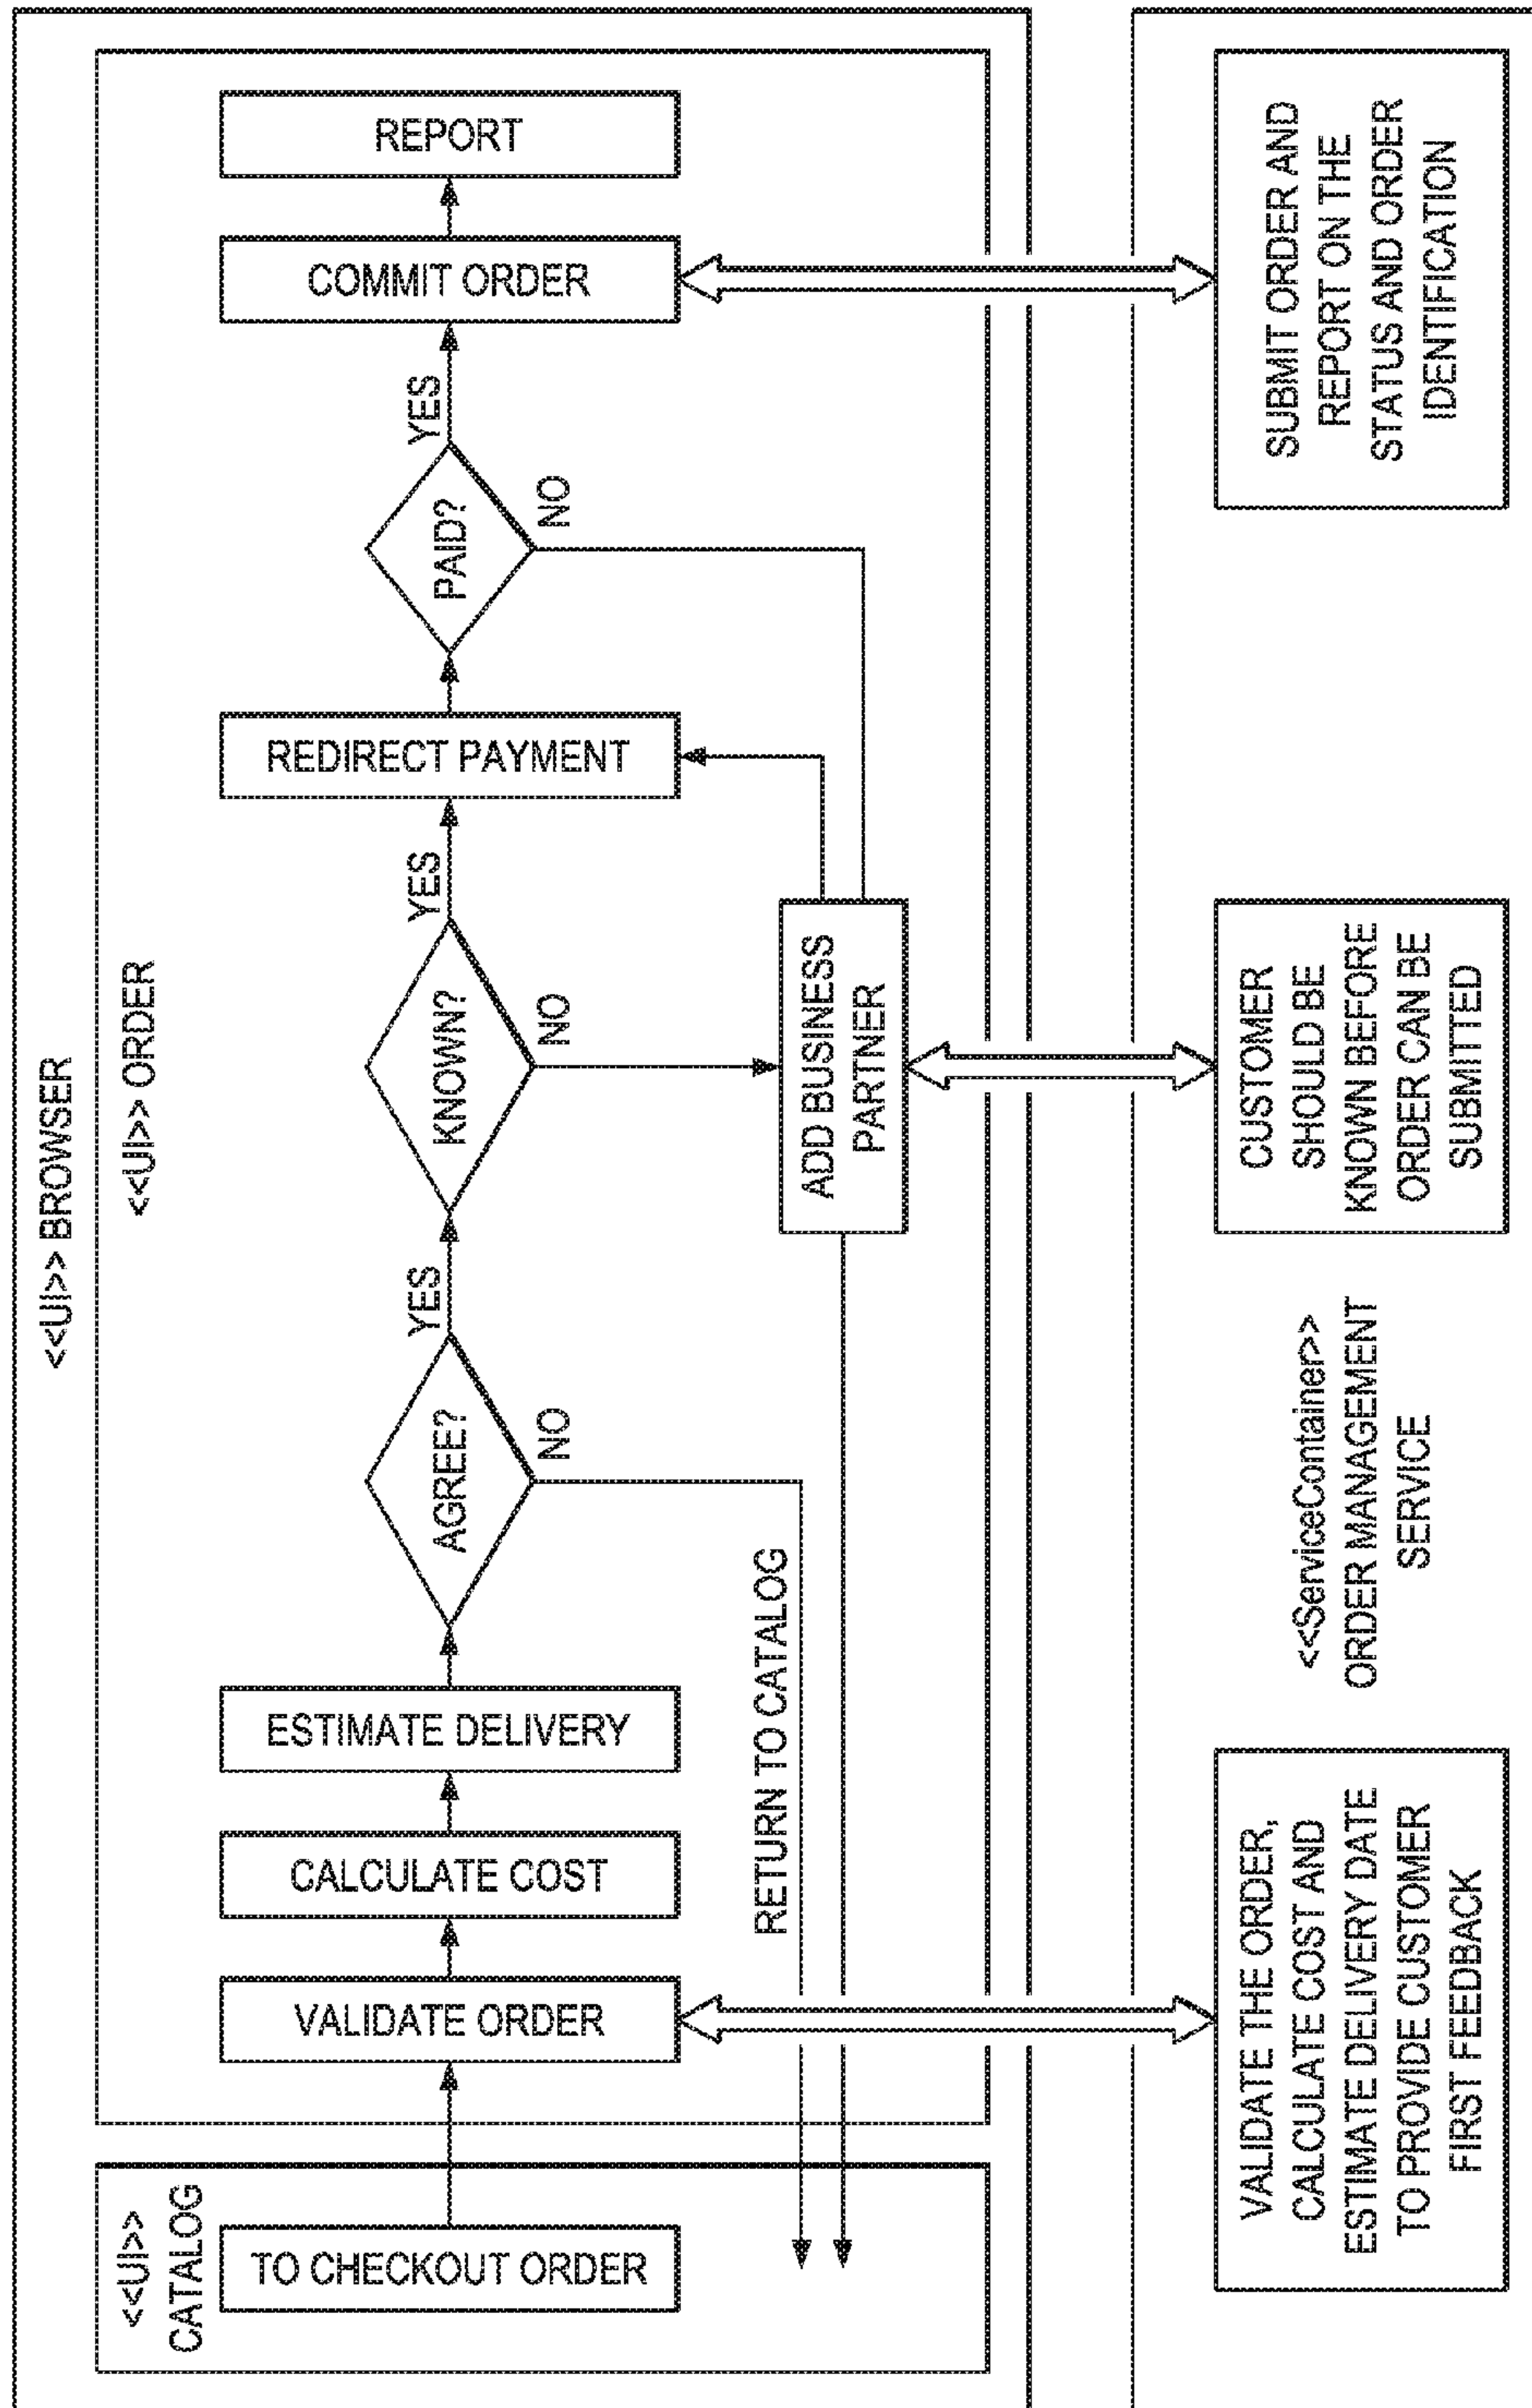 <<UI>> BROWSER
<<UI>>
CATALOG
<<UI>> ORDER
TO CHECKOUT ORDER
VALIDATE ORDER
CALCULATE COST
ESTIMATE DELIVERY
AGREE?
YES
NO
KNOWN?
YES
NO
REDIRECT PAYMENT
PAID?
YES
NO
COMMIT ORDER
REPORT
RETURN TO CATALOG
ADD BUSINESS
PARTNER
VALIDATE THE ORDER,
CALCULATE COST AND
ESTIMATE DELIVERY DATE
TO PROVIDE CUSTOMER
FIRST FEEDBACK
<<ServiceContainer>>
ORDER MANAGEMENT
SERVICE
CUSTOMER
SHOULD BE
KNOWN BEFORE
ORDER CAN BE
SUBMITTED
SUBMIT ORDER AND
REPORT ON THE
STATUS AND ORDER
IDENTIFICATION